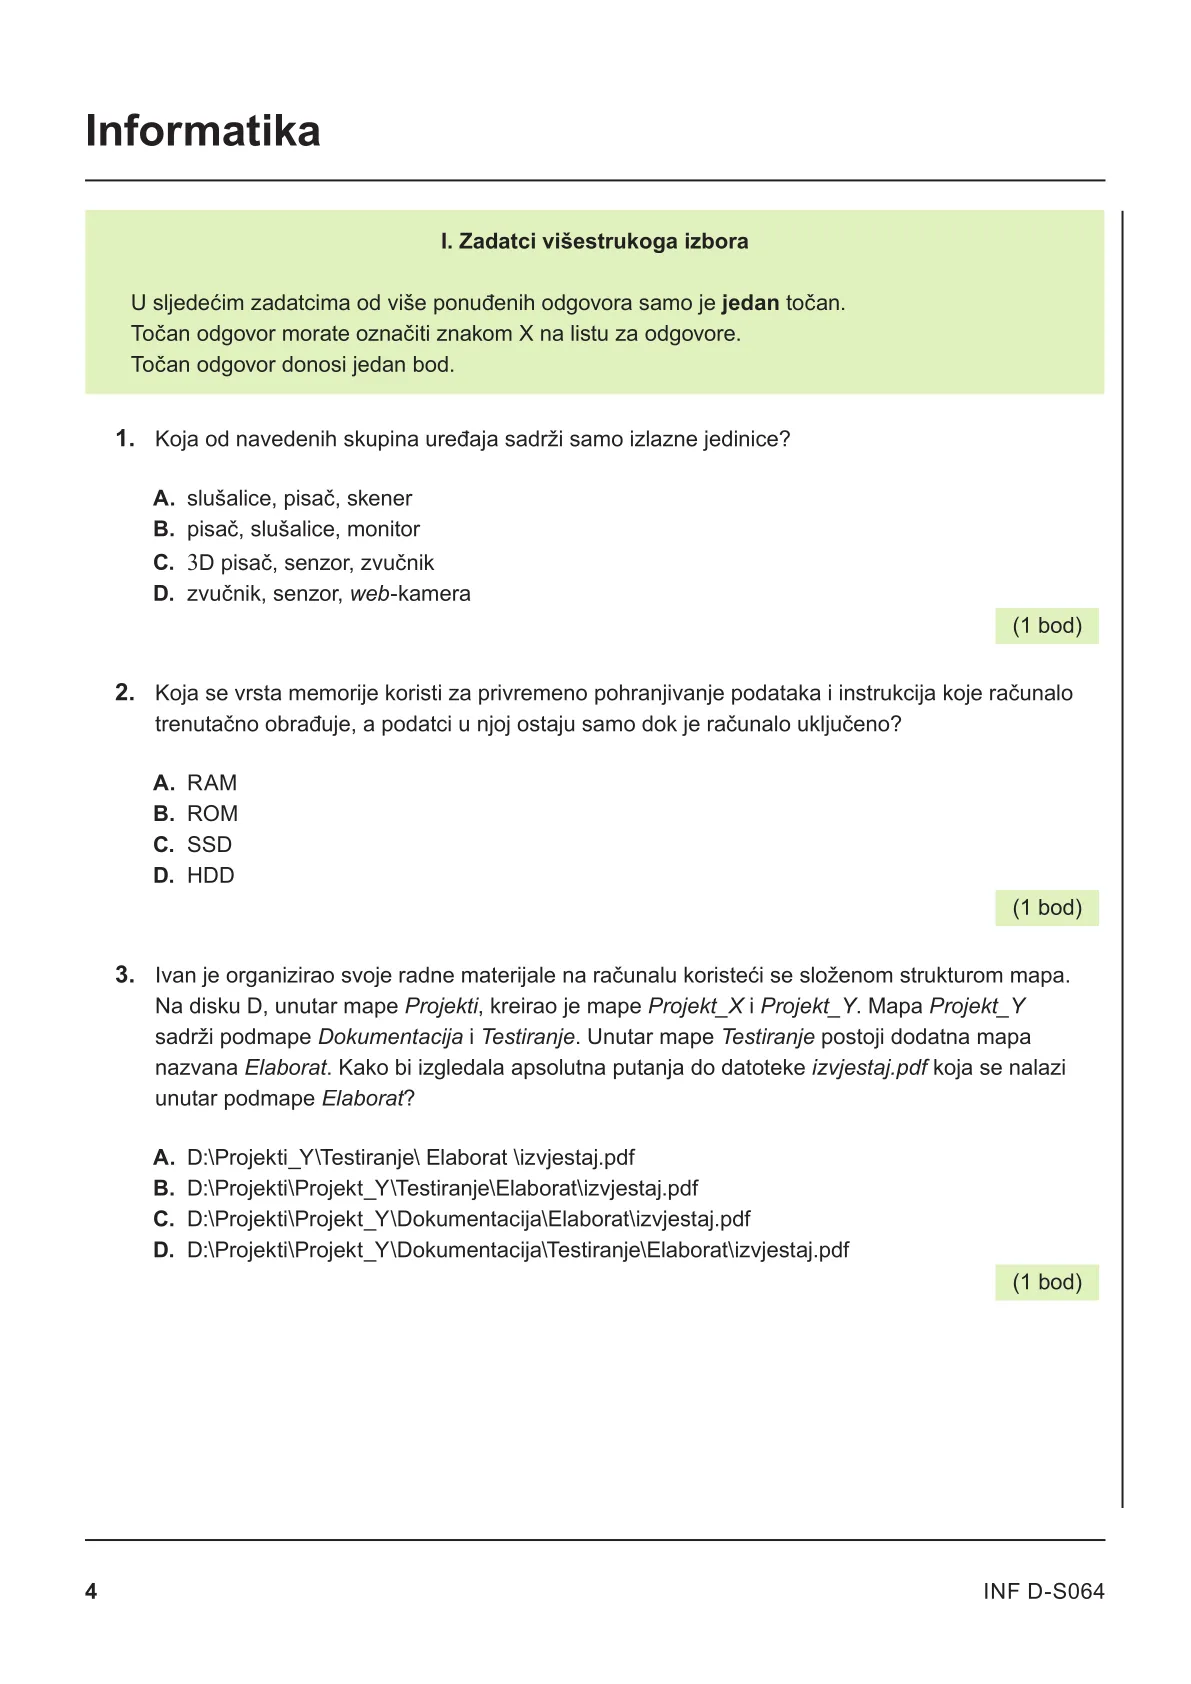 Informatika
I. Zadatci višestrukoga izbora
U sljedećim zadatcima od više ponuđenih odgovora samo je jedan točan.
Točan odgovor morate označiti znakom X na listu za odgovore.
Točan odgovor donosi jedan bod.
1. Koja od navedenih skupina uređaja sadrži samo izlazne jedinice?
A. slušalice, pisač, skener
B. pisač, slušalice, monitor
C. 3D pisač, senzor, zvučnik
D. zvučnik, senzor, web-kamera
(1 bod)
2. Koja se vrsta memorije koristi za privremeno pohranjivanje podataka i instrukcija koje računalo
trenutačno obrađuje, a podatci u njoj ostaju samo dok je računalo uključeno?
A. RAM
B. ROM
C. SSD
D. HDD
(1 bod)
3. Ivan je organizirao svoje radne materijale na računalu koristeći se složenom strukturom mapa.
Na disku D, unutar mape Projekti, kreirao je mape Projekt_X i Projekt_Y. Mapa Projekt_Y
sadrži podmape Dokumentacija i Testiranje. Unutar mape Testiranje postoji dodatna mapa
nazvana Elaborat. Kako bi izgledala apsolutna putanja do datoteke izvjestaj.pdf koja se nalazi
unutar podmape Elaborat?
A. D:\Projekti_Y\Testiranje\ Elaborat \izvjestaj.pdf
B. D:\Projekti\Projekt_Y\Testiranje\Elaborat\izvjestaj.pdf
C. D:\Projekti\Projekt_Y\Dokumentacija\Elaborat\izvjestaj.pdf
D. D:\Projekti\Projekt_Y\Dokumentacija\Testiranje\Elaborat\izvjestaj.pdf
(1 bod)
4
INF D-S064